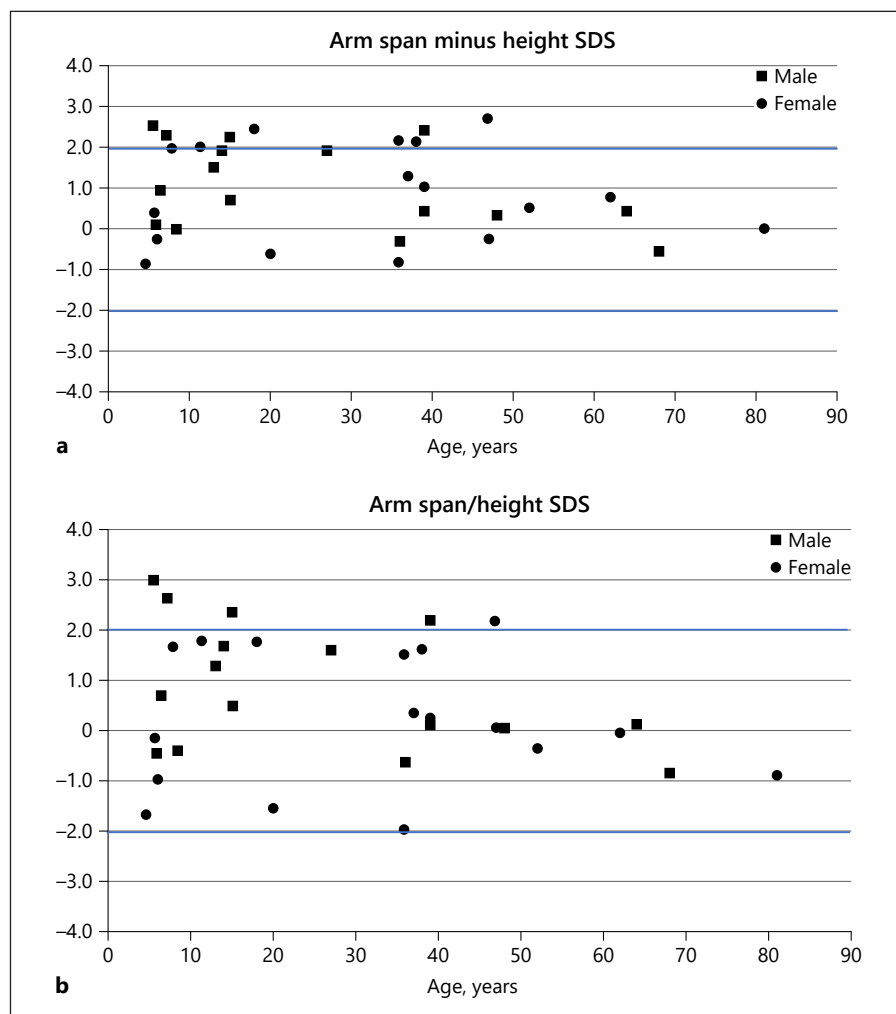 Arm span minus height SDS
4.0
3.0
2.0
1.0
0
–1.0
–2.0
–3.0
–4.0
Male
Female
0 10 20 30 40 50 60 70 80 90
Age, years
a
Arm span/height SDS
4.0
3.0
2.0
1.0
0
–1.0
–2.0
–3.0
–4.0
Male
Female
0 10 20 30 40 50 60 70 80 90
Age, years
b